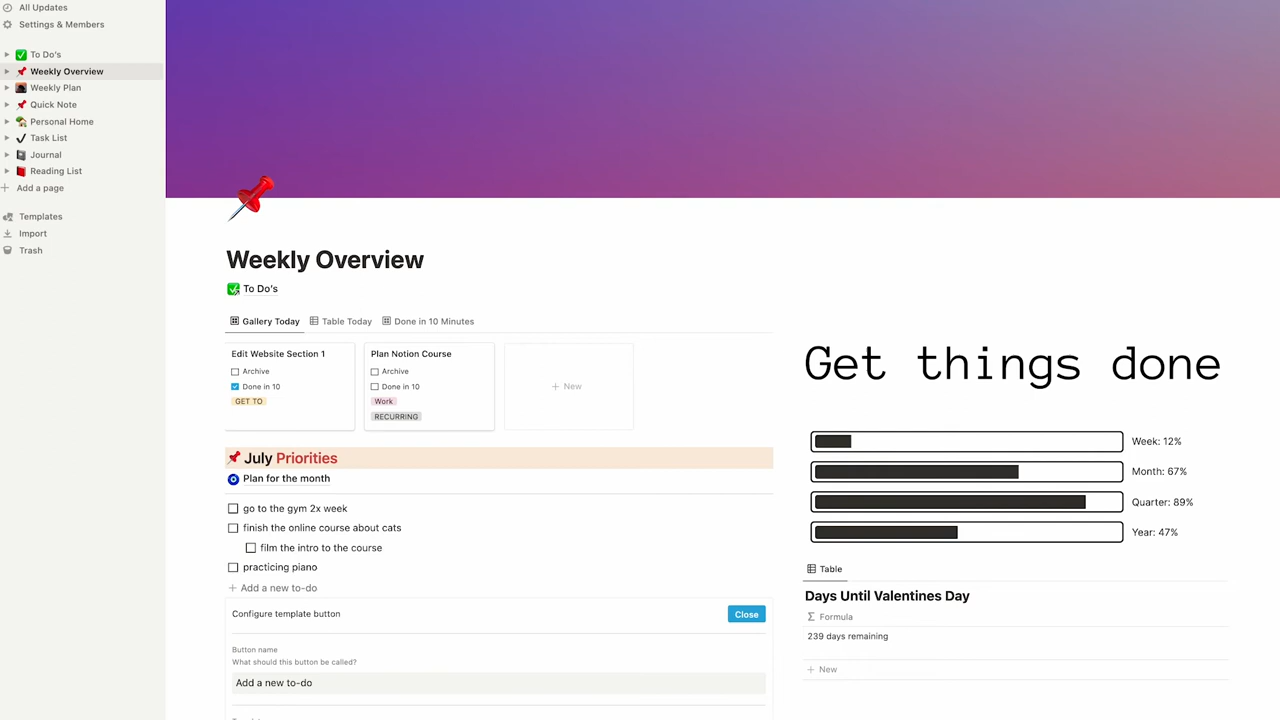 All Updates
Settings & Members
To Do's
Weekly Overview
Weekly Plan
Quick Note
Personal Home
Task List
Journal
Reading List
Add a page
Templates
Import
Trash
Weekly Overview
To Do's
Gallery Today Table Today Done in 10 Minutes
Edit Website Section 1
Archive
Done in 10
GET TO
Plan Notion Course
Archive
Done in 10
Work
RECURRING
+ New
July Priorities
Plan for the month
go to the gym 2x week
finish the online course about cats
film the intro to the course
practicing piano
+ Add a new to-do
Configure template button
Close
Button name
What should this button be called?
Add a new to-do
Get things done
Week: 12%
Month: 67%
Quarter: 89%
Year: 47%
Table
Days Until Valentines Day
Σ Formula
239 days remaining
+ New